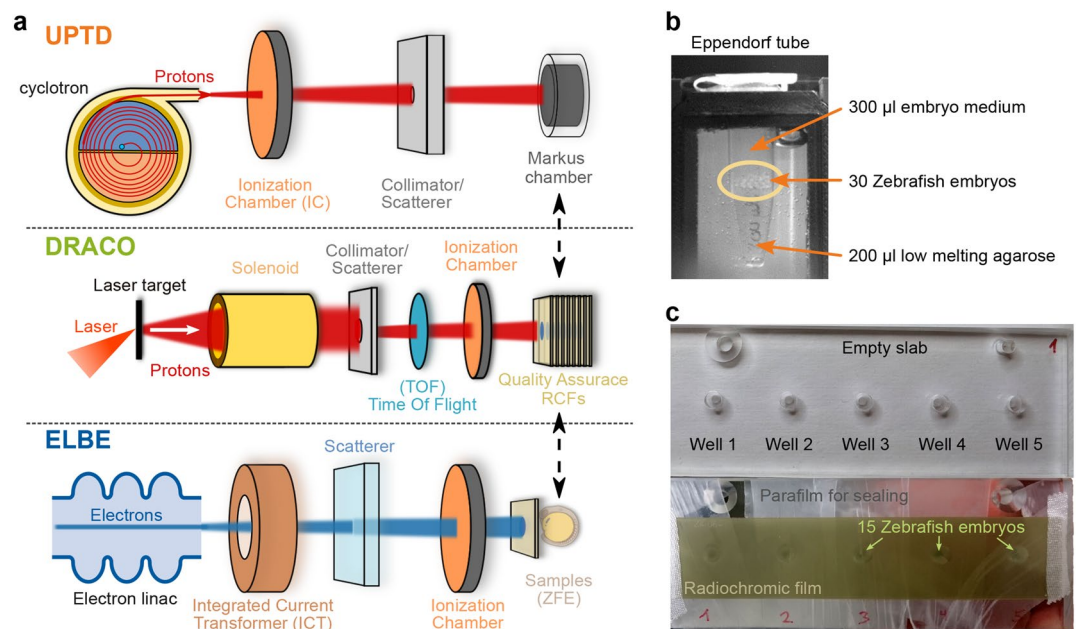 a
UPTD
cyclotron
Protons
Ionization
Chamber (IC)
Collimator/
Scatterer
Markus
chamber
DRACO
Laser target
Laser
Protons
Solenoid
Collimator/
Scatterer
(TOF)
Time Of Flight
Ionization
Chamber
Quality Assurace
RCFs
ELBE
Electrons
Electron linac
Integrated Current
Transformer (ICT)
Scatterer
Ionization
Chamber
Samples
(ZFE)
b
Eppendorf tube
300 µl embryo medium
30 Zebrafish embryos
200 µl low melting agarose
c
Empty slab
1
Well 1 Well 2 Well 3 Well 4 Well 5
Parafilm for sealing
15 Zebrafish embryos
Radiochromic film
1 2 3 4 5